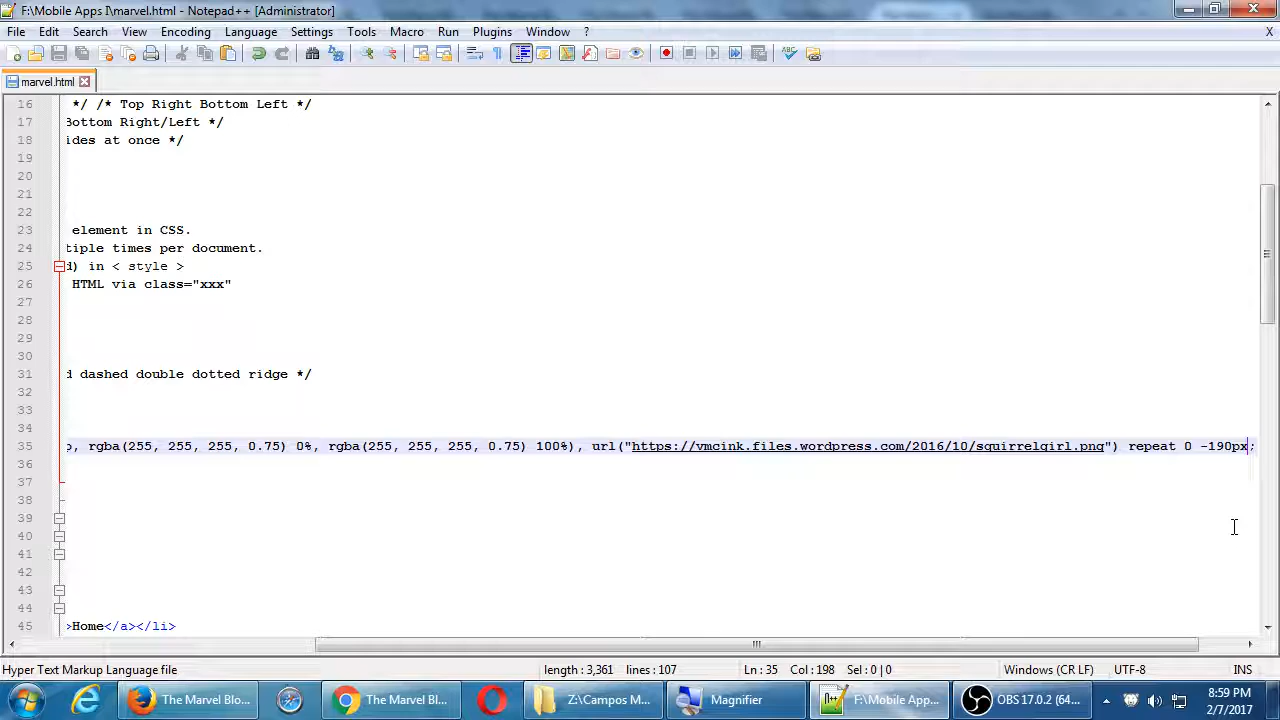 F:\Mobile Apps I\marvel.html - Notepad++ [Administrator]
File Edit Search View Encoding Language Settings Tools Macro Run Plugins Window ? X
marvel.html
16 */ /* Top Right Bottom Left */
17 Bottom Right/Left */
18 ides at once */
19
20
21
22
23 element in CSS.
24 tiple times per document.
25 d) in < style >
26 HTML via class="xxx"
27
28
29
30
31 d dashed double dotted ridge */
32
33
34
35 p, rgba(255, 255, 255, 0.75) 0%, rgba(255, 255, 255, 0.75) 100%), url("https://vmcink.files.wordpress.com/2016/10/squirrelgirl.png") repeat 0 -190px;
36
37
38
39
40
41
42
43
44
45 >Home</a></li>
Hyper Text Markup Language file length : 3,361 lines : 107 Ln : 35 Col : 198 Sel : 0 | 0 Windows (CR LF) UTF-8 INS
The Marvel Blo... The Marvel Bl... Z:\Campos M... Magnifier F:\Mobile App... OBS 17.0.2 (64... 8:59 PM
2/7/2017